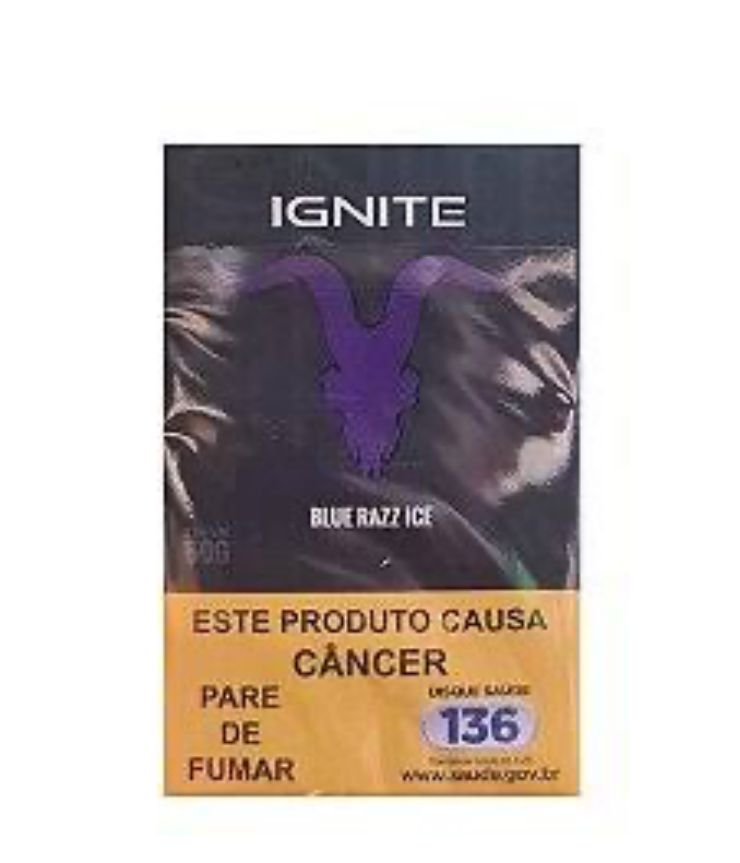 IGNITE
BLUE RAZZ ICE
ESTE PRODUTO CAUSA
CÂNCER
PARE
DE
FUMAR
DISQUE SAÚDE
136
www.saude.gov.br